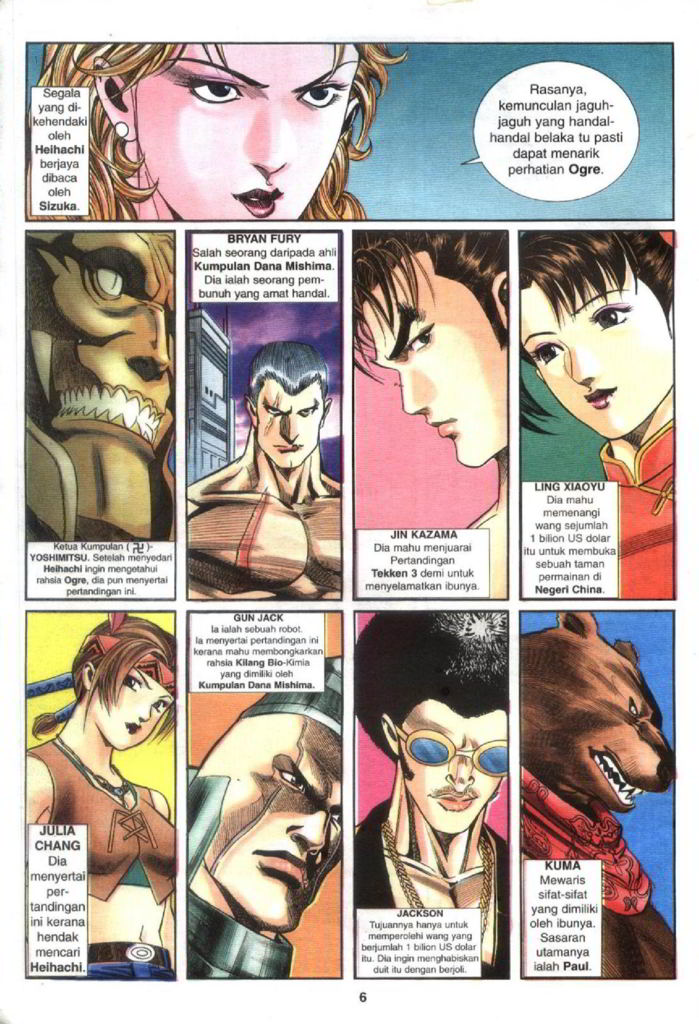 Segala
yang di-
kehendaki
oleh
Heihachi
berjaya
dibaca
oleh
Sizuka.
Rasanya,
kemunculan jaguh-
jaguh yang handal-
handal belaka tu pasti
dapat menarik
perhatian Ogre.
Ketua Kumpulan (卍)-
YOSHIMITSU. Setelah menyedari
Heihachi ingin mengetahui
rahsia Ogre, dia pun menyertai
pertandingan ini.
BRYAN FURY
Salah seorang daripada ahli
Kumpulan Dana Mishima.
Dia ialah seorang pem-
bunuh yang amat handal.
JIN KAZAMA
Dia mahu menjuarai
Pertandingan
Tekken 3 demi untuk
menyelamatkan ibunya.
LING XIAOYU
Dia mahu
memenangi
wang sejumlah
1 bilion US dolar
itu untuk membuka
sebuah taman
permainan di
Negeri China.
JULIA
CHANG
Dia
menyertai
per-
tandingan
ini kerana
hendak
mencari
Heihachi.
GUN JACK
Ia ialah sebuah robot.
Ia menyertai pertandingan ini
kerana mahu membongkarkan
rahsia Kilang Bio-Kimia
yang dimiliki oleh
Kumpulan Dana Mishima.
JACKSON
Tujuannya hanya untuk
memperolehi wang yang
berjumlah 1 bilion US dolar
itu. Dia ingin menghabiskan
duit itu dengan berjoli.
KUMA
Mewaris
sifat-sifat
yang dimiliki
oleh ibunya.
Sasaran
utamanya
ialah Paul.
6